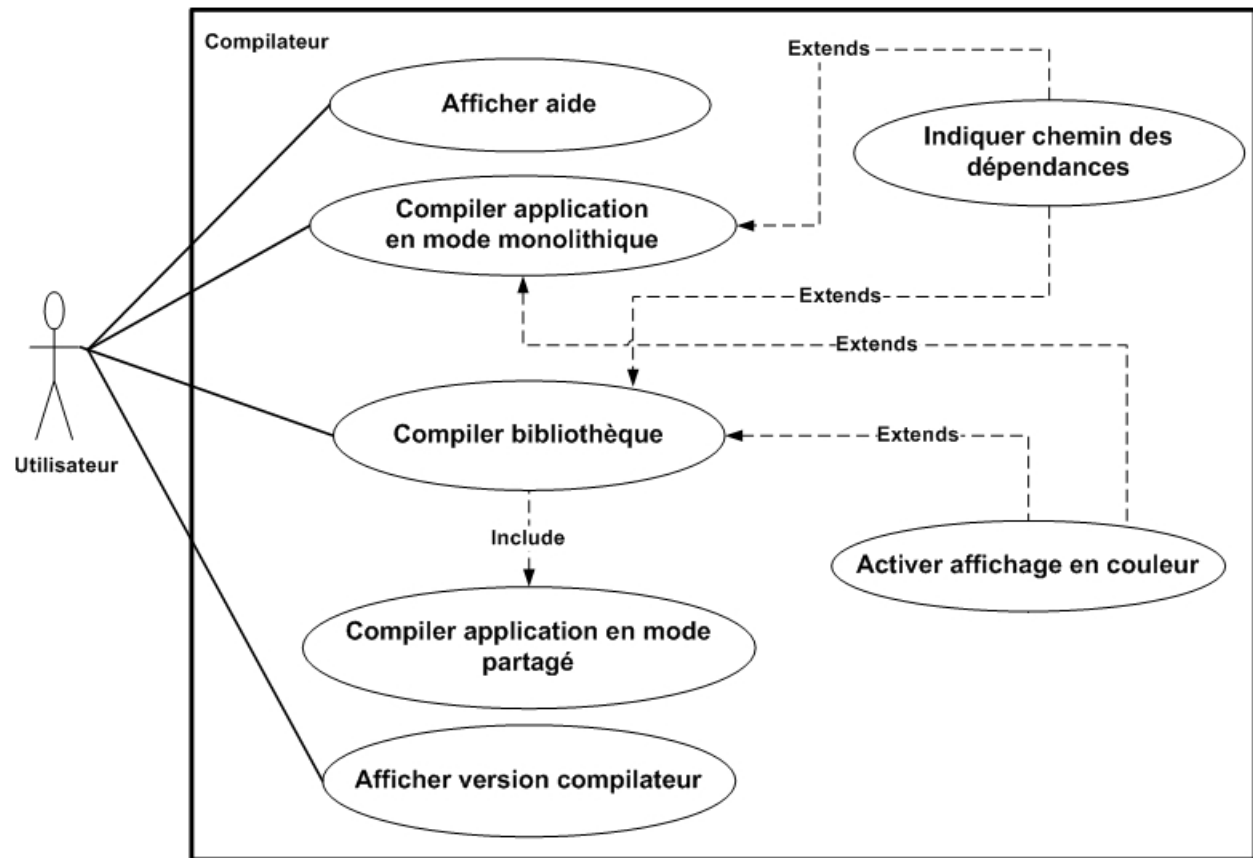 Compilateur
Extends
Afficher aide
Indiquer chemin des
dépendances
Compiler application
en mode monolithique
Extends
Extends
Compiler bibliothèque
Extends
Utilisateur
Include
Activer affichage en couleur
Compiler application en mode
partagé
Afficher version compilateur